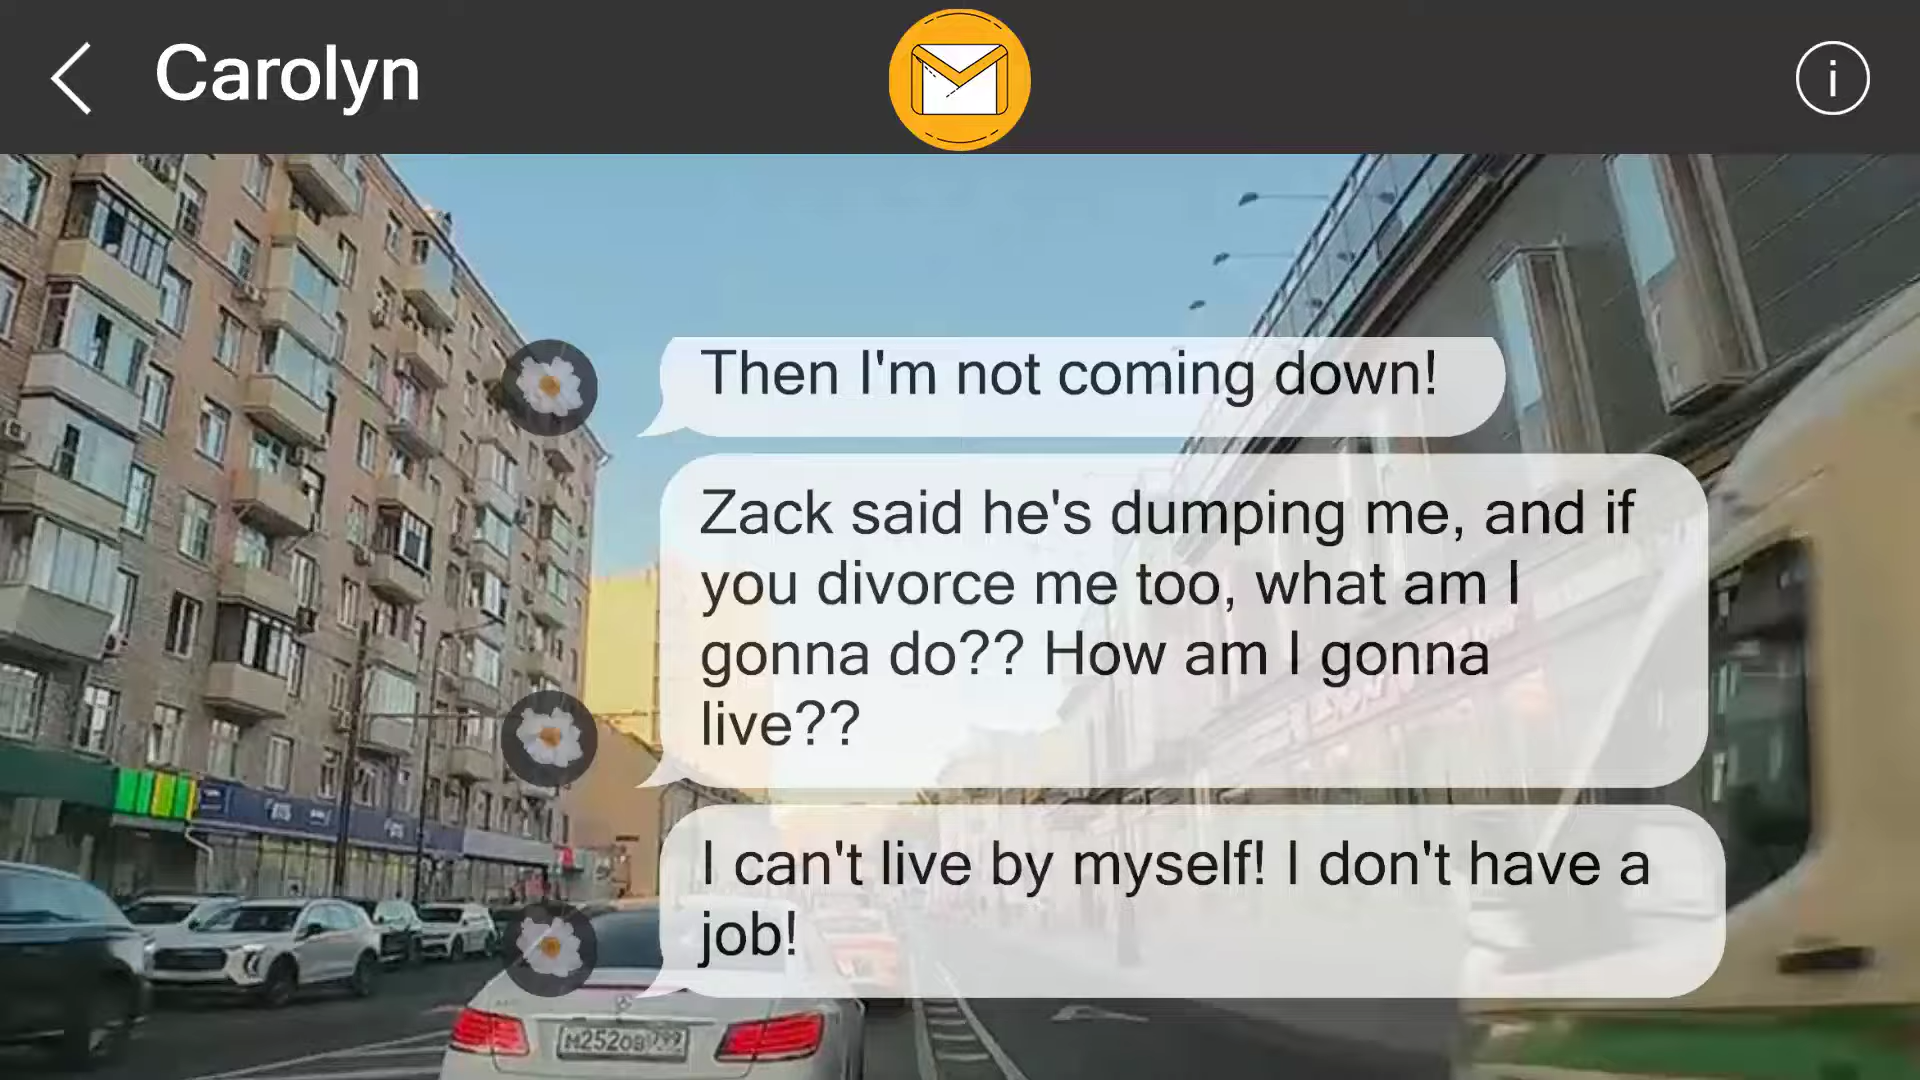 Carolyn
Then I'm not coming down!
Zack said he's dumping me, and if
you divorce me too, what am I
gonna do?? How am I gonna
live??
I can't live by myself! I don't have a
job!